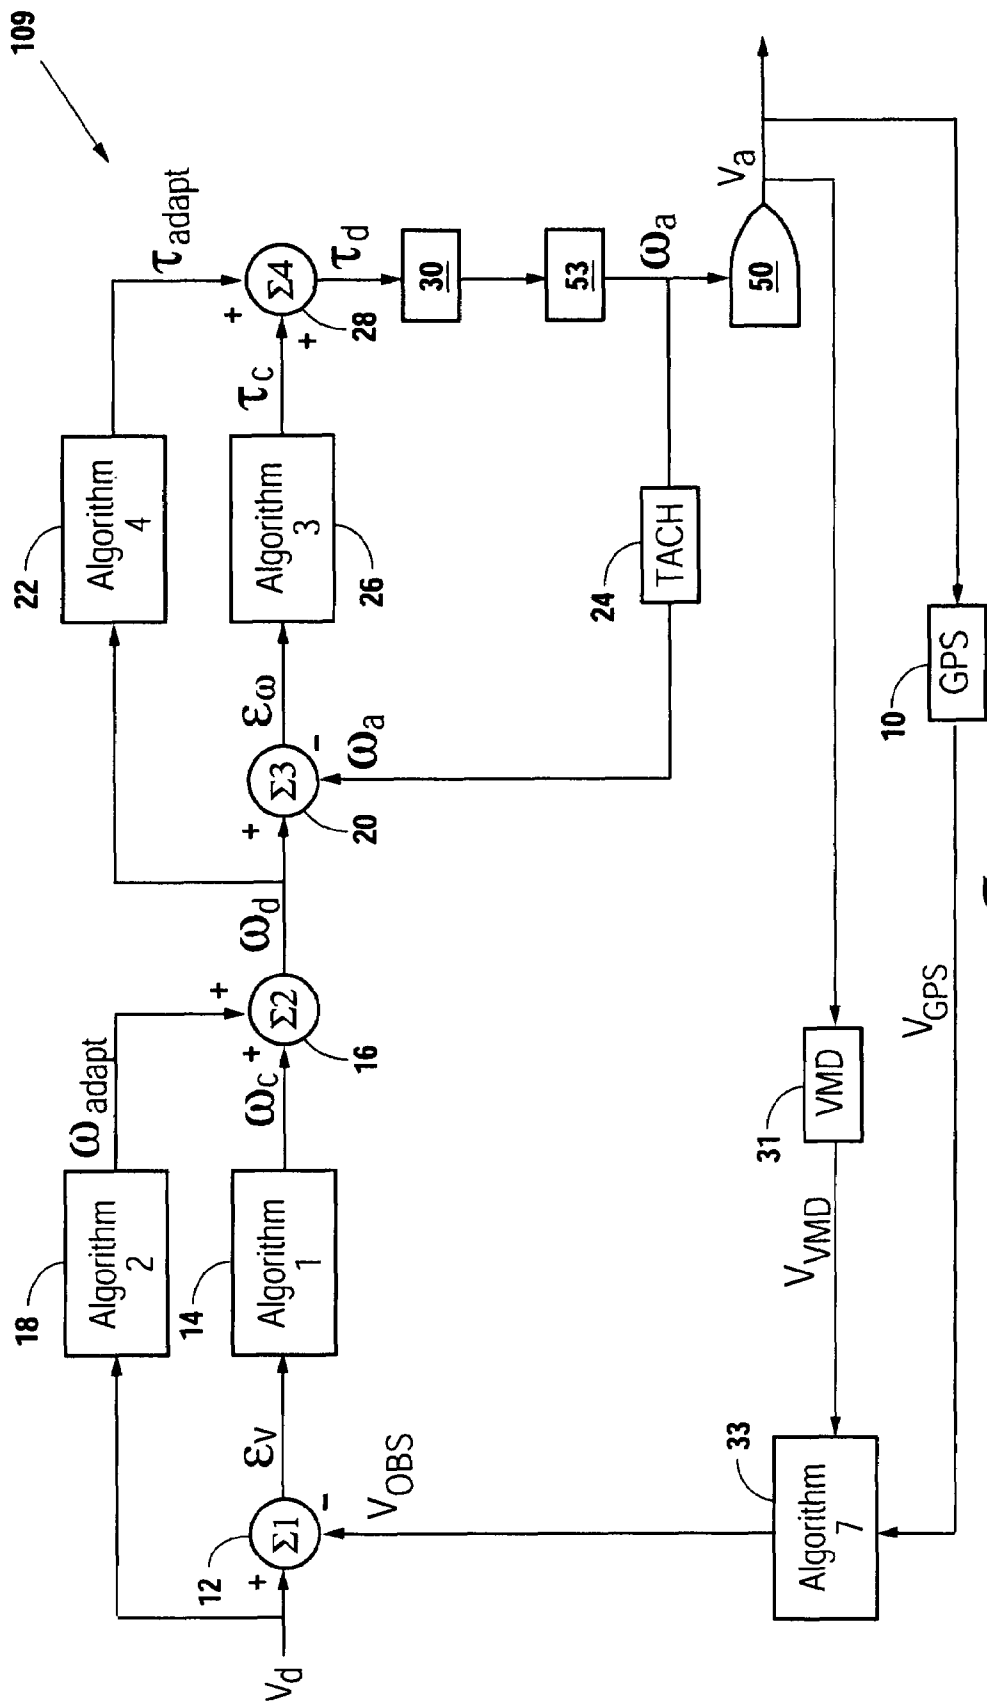 109
τadapt
22
Algorithm 4
+
Σ4
28
+
τd
30
53
ωa
50
Va
τc
Algorithm 3
26
TACH
24
εω
-
ωa
Σ3
+
20
GPS
10
ωd
ωadapt
+
Σ2
16
+
ωc
VGPS
VMD
31
VVMD
18
Algorithm 2
14
Algorithm 1
εv
VOBS
33
Algorithm 7
-
Σ1
12
+
Vd